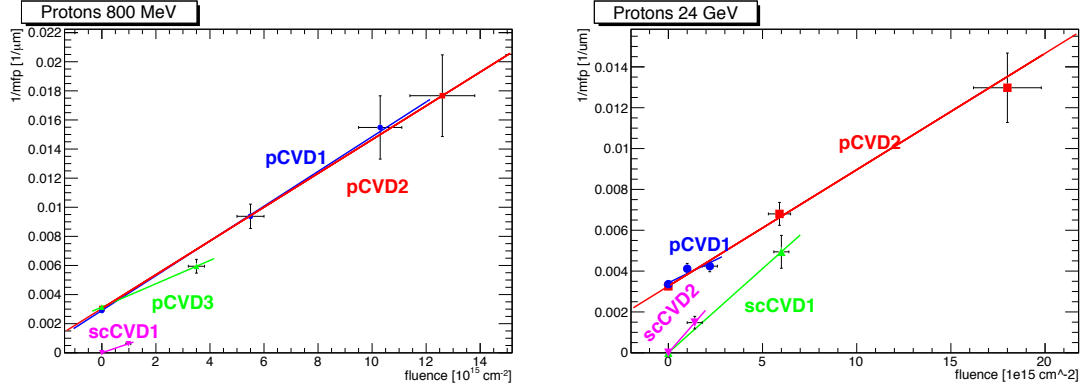 Protons 800 MeV
1/mfp [1/μm]
0.022
0.02
0.018
0.016
0.014
0.012
0.01
0.008
0.006
0.004
0.002
0
pCVD1
pCVD2
pCVD3
scCVD1
0 2 4 6 8 10 12 14
fluence [10^15 cm^-2]
Protons 24 GeV
1/mfp [1/um]
0.014
0.012
0.01
0.008
0.006
0.004
0.002
0
pCVD2
pCVD1
scCVD2
scCVD1
0 5 10 15 20
fluence [1e15 cm^-2]